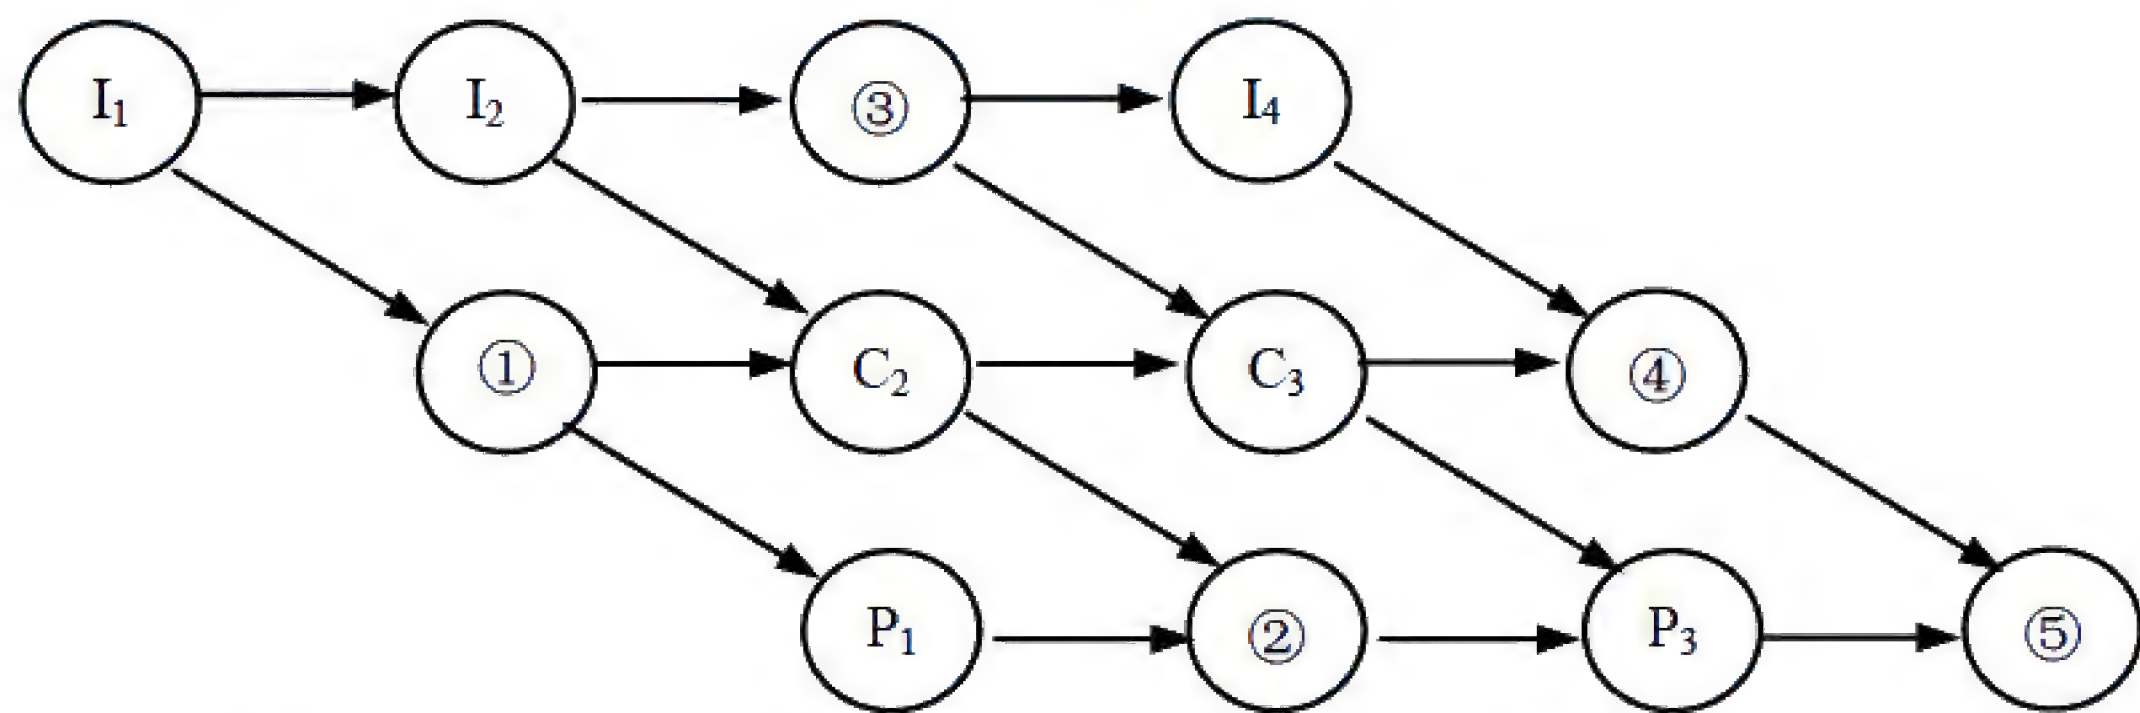 I₁ I₂ ③ I₄
① C₂ C₃ ④
P₁ ② P₃ ⑤